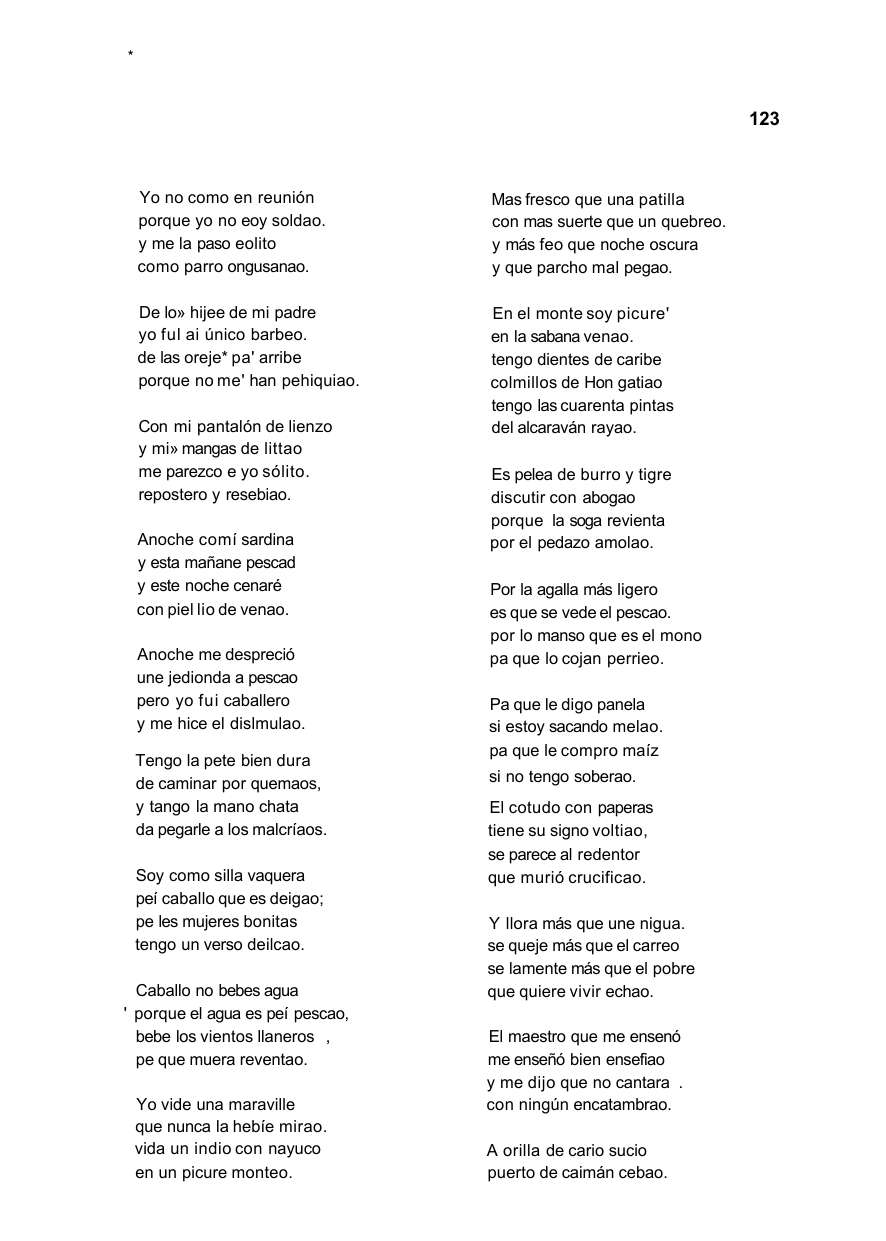 *
123
Yo no como en reunión
porque yo no eoy soldao.
y me la paso eolito
como parro ongusanao.
De lo» hijee de mi padre
yo ful ai único barbeo.
de las oreje* pa' arribe
porque no me' han pehiquiao.
Con mi pantalón de lienzo
y mi» mangas de littao
me parezco e yo sólito.
repostero y resebiao.
Anoche comí sardina
y esta mañane pescad
y este noche cenaré
con piel lio de venao.
Anoche me despreció
une jedionda a pescao
pero yo fui caballero
y me hice el dislmulao.
Tengo la pete bien dura
de caminar por quemaos,
y tango la mano chata
da pegarle a los malcríaos.
Soy como silla vaquera
peí caballo que es deigao;
pe les mujeres bonitas
tengo un verso deilcao.
Caballo no bebes agua
' porque el agua es peí pescao,
bebe los vientos llaneros ,
pe que muera reventao.
Yo vide una maraville
que nunca la hebíe mirao.
vida un indio con nayuco
en un picure monteo.
Mas fresco que una patilla
con mas suerte que un quebreo.
y más feo que noche oscura
y que parcho mal pegao.
En el monte soy picure'
en la sabana venao.
tengo dientes de caribe
colmillos de Hon gatiao
tengo las cuarenta pintas
del alcaraván rayao.
Es pelea de burro y tigre
discutir con abogao
porque la soga revienta
por el pedazo amolao.
Por la agalla más ligero
es que se vede el pescao.
por lo manso que es el mono
pa que lo cojan perrieo.
Pa que le digo panela
si estoy sacando melao.
pa que le compro maíz
si no tengo soberao.
El cotudo con paperas
tiene su signo voltiao,
se parece al redentor
que murió crucificao.
Y llora más que une nigua.
se queje más que el carreo
se lamente más que el pobre
que quiere vivir echao.
El maestro que me ensenó
me enseñó bien ensefiao
y me dijo que no cantara .
con ningún encatambrao.
A orilla de cario sucio
puerto de caimán cebao.